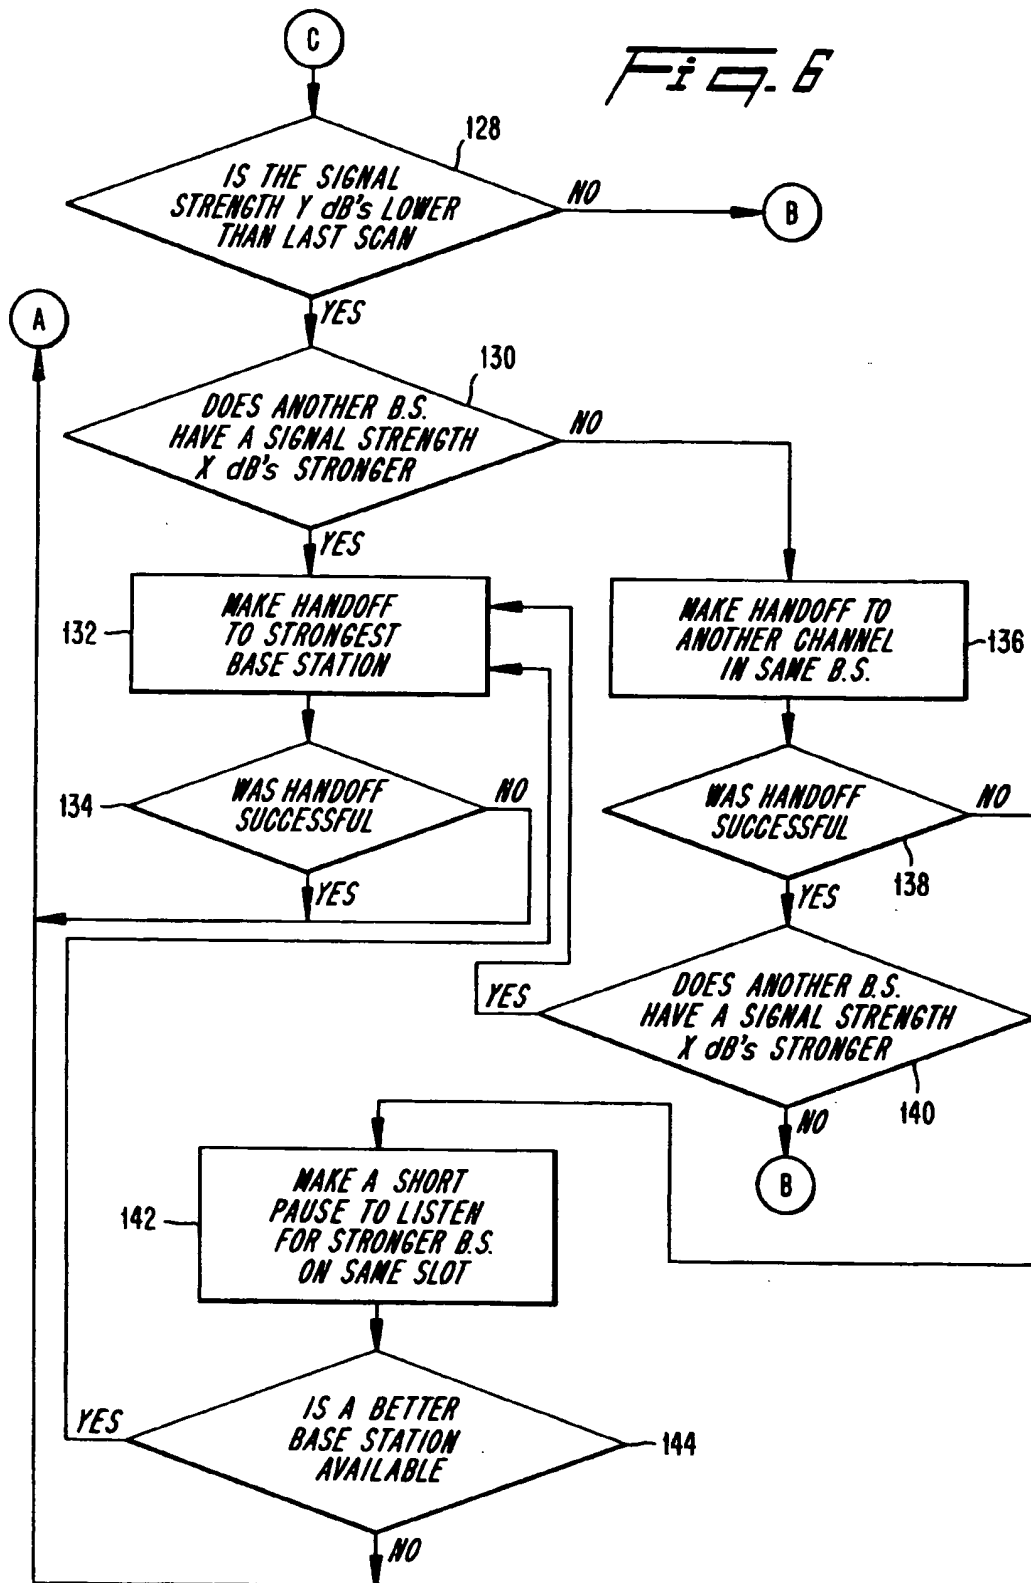 C
Fig. 6
128
IS THE SIGNAL
STRENGTH Y dB's LOWER
THAN LAST SCAN
NO
B
YES
A
130
DOES ANOTHER B.S.
HAVE A SIGNAL STRENGTH
X dB's STRONGER
NO
YES
132
MAKE HANDOFF
TO STRONGEST
BASE STATION
MAKE HANDOFF TO
ANOTHER CHANNEL
IN SAME B.S.
136
134
WAS HANDOFF
SUCCESSFUL
NO
YES
WAS HANDOFF
SUCCESSFUL
NO
138
YES
DOES ANOTHER B.S.
HAVE A SIGNAL STRENGTH
X dB's STRONGER
YES
140
NO
B
142
MAKE A SHORT
PAUSE TO LISTEN
FOR STRONGER B.S.
ON SAME SLOT
YES
IS A BETTER
BASE STATION
AVAILABLE
144
NO